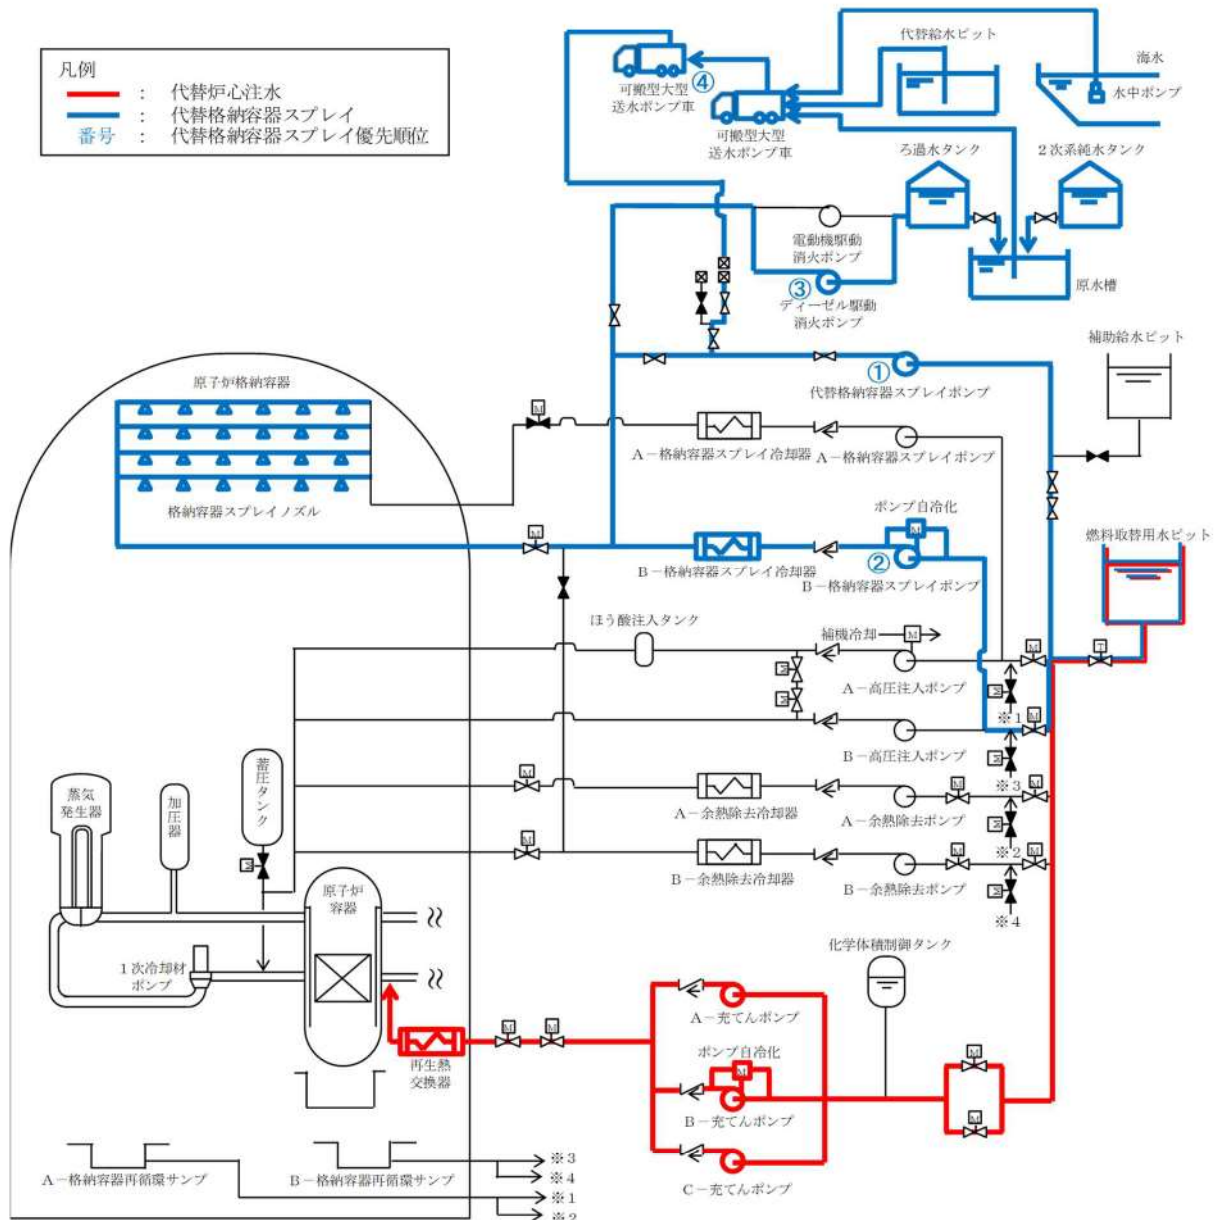 凡例
： 代替炉心注水
： 代替格納容器スプレイ
番号 ： 代替格納容器スプレイ優先順位
④
可搬型大型
送水ポンプ車
可搬型大型
送水ポンプ車
代替給水ピット
海水
水中ポンプ
ろ過水タンク
２次系純水タンク
電動機駆動
消火ポンプ
③
ディーゼル駆動
消火ポンプ
原水槽
補助給水ピット
①
代替格納容器スプレイポンプ
原子炉格納容器
M
A－格納容器スプレイ冷却器
A－格納容器スプレイポンプ
格納容器スプレイノズル
ポンプ自冷化
M
M
②
B－格納容器スプレイ冷却器
B－格納容器スプレイポンプ
燃料取替用水ピット
ほう酸注入タンク
補機冷却
M
M
T
A－高圧注入ポンプ
M
M
M
※１
M
B－高圧注入ポンプ
M
※３
蓄圧タンク
蒸気
発生器
加圧器
M
M
M
A－余熱除去冷却器
A－余熱除去ポンプ
M
※２
M
M
M
M
B－余熱除去冷却器
B－余熱除去ポンプ
M
※４
原子炉
容器
１次冷却材
ポンプ
化学体積制御タンク
A－充てんポンプ
M
M
再生熱
交換器
ポンプ自冷化
M
B－充てんポンプ
M
M
C－充てんポンプ
A－格納容器再循環サンプ
B－格納容器再循環サンプ
※３
※４
※１
※２